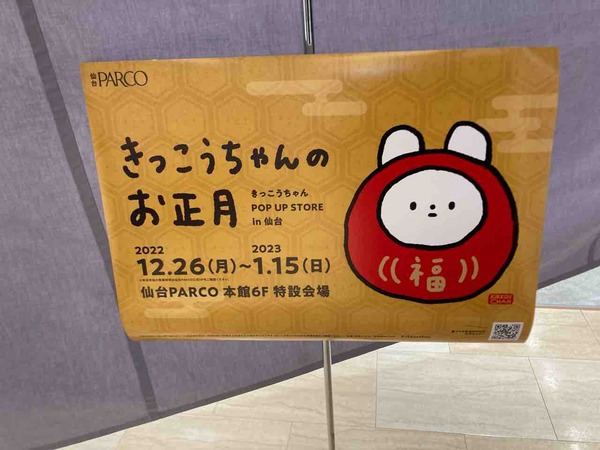 仙台PARCO
きっこうちゃんの
お正月
きっこうちゃん
POP UP STORE
in 仙台
2022 2023
12.26(月)〜1.15(日)
仙台PARCO 本館6F 特設会場
((福))